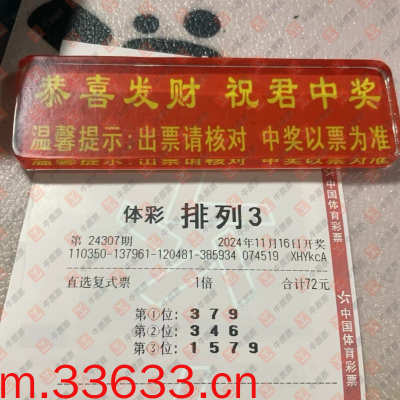 恭喜发财 祝君中奖
温馨提示:出票请核对 中奖以票为准
体彩 排列3
第 24307期 2024年11月16日开奖
110350-137961-120481-385934 074519 XHYkcA
直选复式票 1倍 合计72元
第①位: 3 7 9
第②位: 3 4 6
第③位: 1 5 7 9
中国体育彩票
中国体育彩票
m.33633.cn